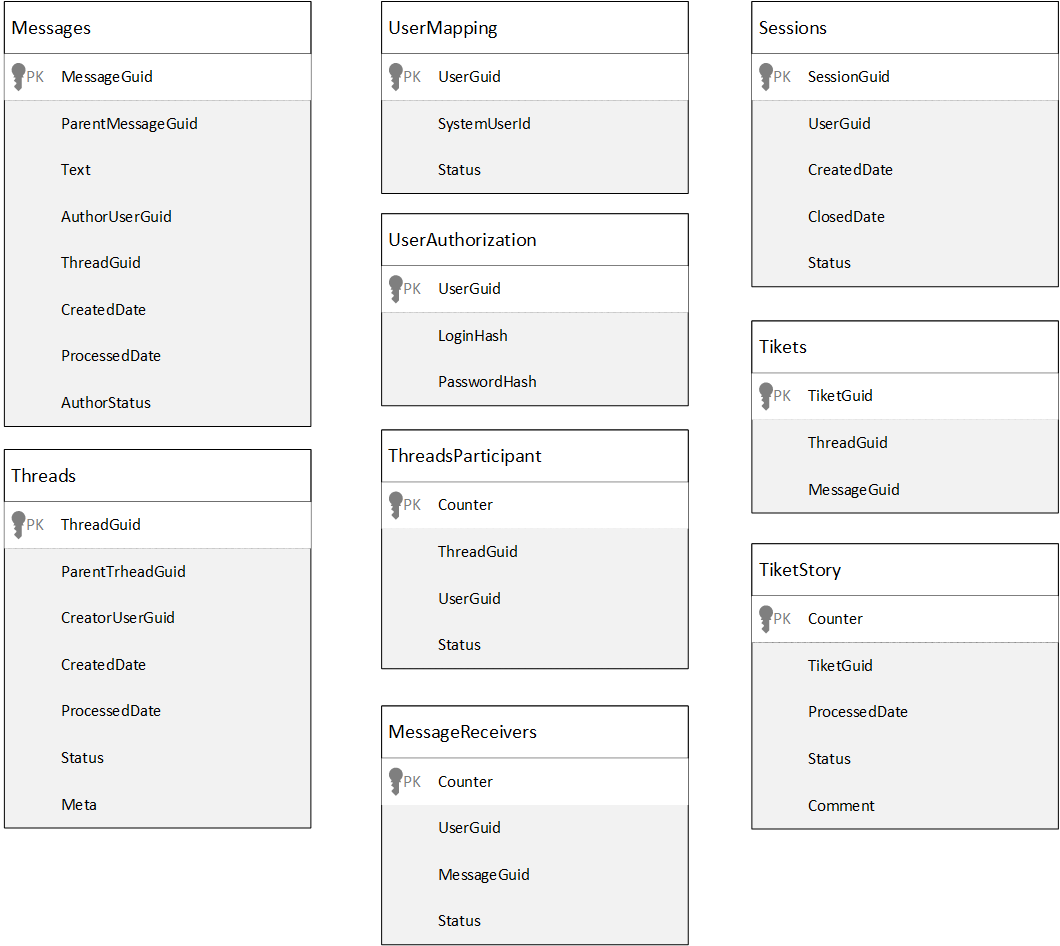 Messages
PK MessageGuid
ParentMessageGuid
Text
AuthorUserGuid
ThreadGuid
CreatedDate
ProcessedDate
AuthorStatus
Threads
PK ThreadGuid
ParentTrheadGuid
CreatorUserGuid
CreatedDate
ProcessedDate
Status
Meta
UserMapping
PK UserGuid
SystemUserId
Status
UserAuthorization
PK UserGuid
LoginHash
PasswordHash
ThreadsParticipant
PK Counter
ThreadGuid
UserGuid
Status
MessageReceivers
PK Counter
UserGuid
MessageGuid
Status
Sessions
PK SessionGuid
UserGuid
CreatedDate
ClosedDate
Status
Tikets
PK TiketGuid
ThreadGuid
MessageGuid
TiketStory
PK Counter
TiketGuid
ProcessedDate
Status
Comment